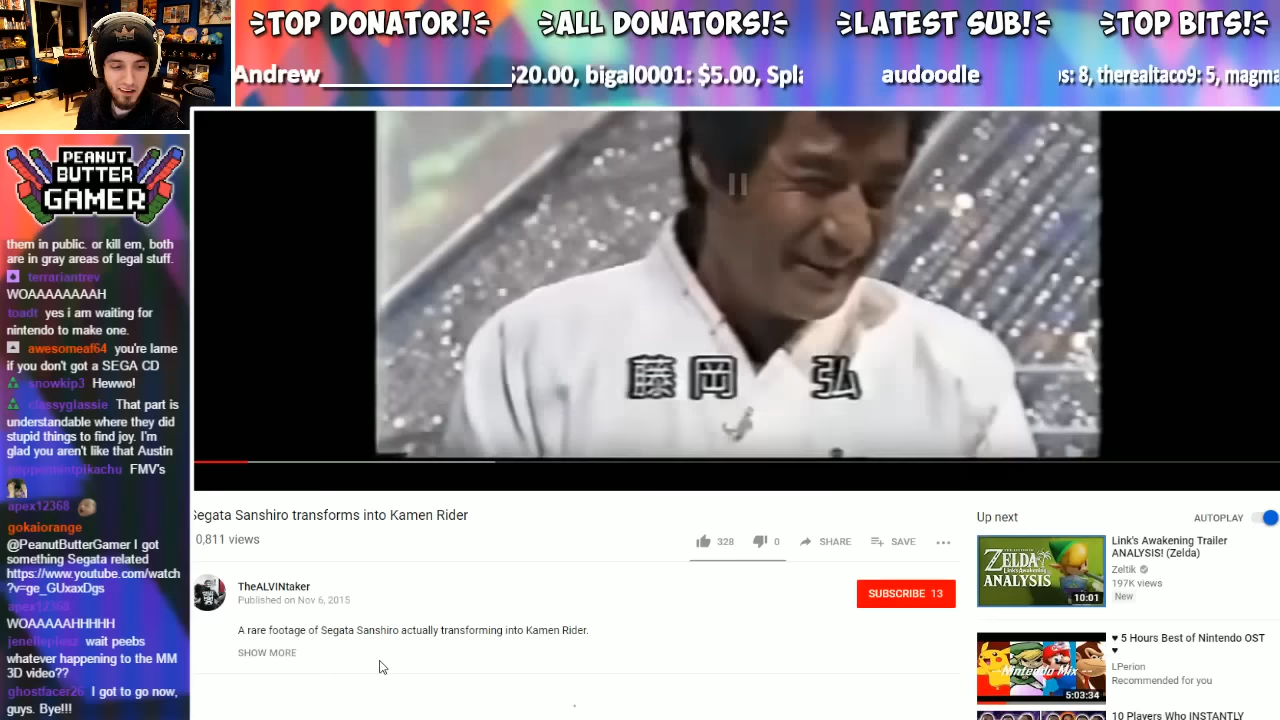 TOP DONATOR!
ALL DONATORS!
LATEST SUB!
TOP BITS!
Andrew
$20.00, bigal0001: $5.00, Spla
audoodle
s: 8, therealtaco9: 5, magma
PEANUT
BUTTER
GAMER
them in public. or kill em, both
are in gray areas of legal stuff.
terrariantrev
WOAAAAAAAAH
toadt yes i am waiting for
nintendo to make one.
awesomeaf64 you're lame
if you don't got a SEGA CD
snowkip3 Hewwo!
classyglassie That part is
understandable where they did
stupid things to find joy. I'm
glad you aren't like that Austin
peppermintpikachu FMV's
apex12368
gokaiorange
@PeanutButterGamer I got
something Segata related
https://www.youtube.com/watch
?v=ge_GUxaxDgs
apex12368
WOAAAAAHHHHH
wait peebs
whatever happening to the MM
3D video??
ghostfacer26 I got to go now,
guys. Bye!!!
藤岡 弘
Segata Sanshiro transforms into Kamen Rider
0,811 views
328
0
SHARE
SAVE
TheALVINtaker
Published on Nov 6, 2015
SUBSCRIBE 13
A rare footage of Segata Sanshiro actually transforming into Kamen Rider.
SHOW MORE
Up next
AUTOPLAY
ZELDA
Link's Awakening
ANALYSIS
10:01
Link's Awakening Trailer
ANALYSIS! (Zelda)
Zeltik
197K views
New
Nintendo Mix
5:03:34
♥ 5 Hours Best of Nintendo OST
♥
LPerion
Recommended for you
10 Players Who INSTANTLY